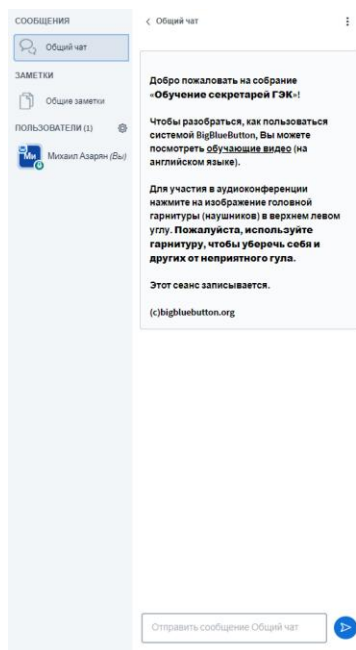 СООБЩЕНИЯ
Общий чат
ЗАМЕТКИ
Общие заметки
ПОЛЬЗОВАТЕЛИ (1)
Ми
Михаил Азарян (Вы)
Общий чат
Добро пожаловать на собрание
«Обучение секретарей ГЭК»!
Чтобы разобраться, как пользоваться
системой BigBlueButton, Вы можете
посмотреть обучающие видео (на
английском языке).
Для участия в аудиоконференции
нажмите на изображение головной
гарнитуры (наушников) в верхнем левом
углу. Пожалуйста, используйте
гарнитуру, чтобы уберечь себя и
других от неприятного гула.
Этот сеанс записывается.
(c)bigbluebutton.org
Отправить сообщение Общий чат